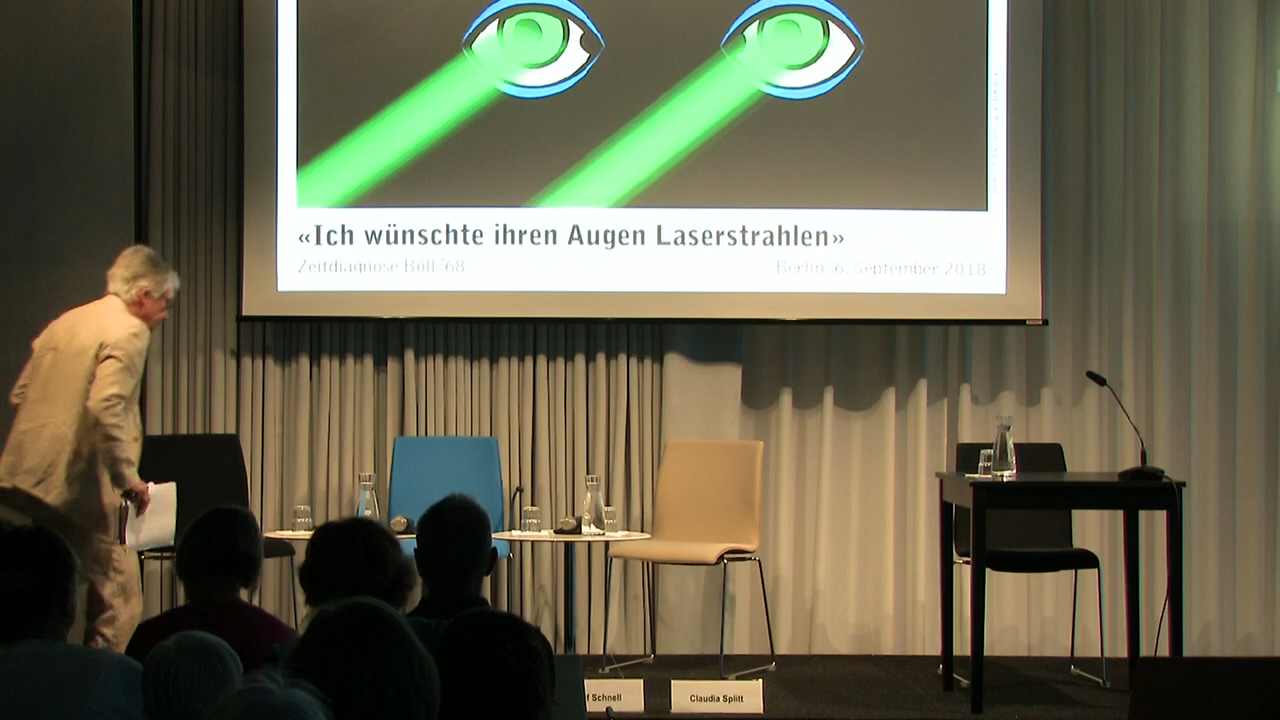 «Ich wünschte ihren Augen Laserstrahlen»
Zeitdiagnose Böll ´68
Berlin, 6. September 2018
Schnell
Claudia Splitt